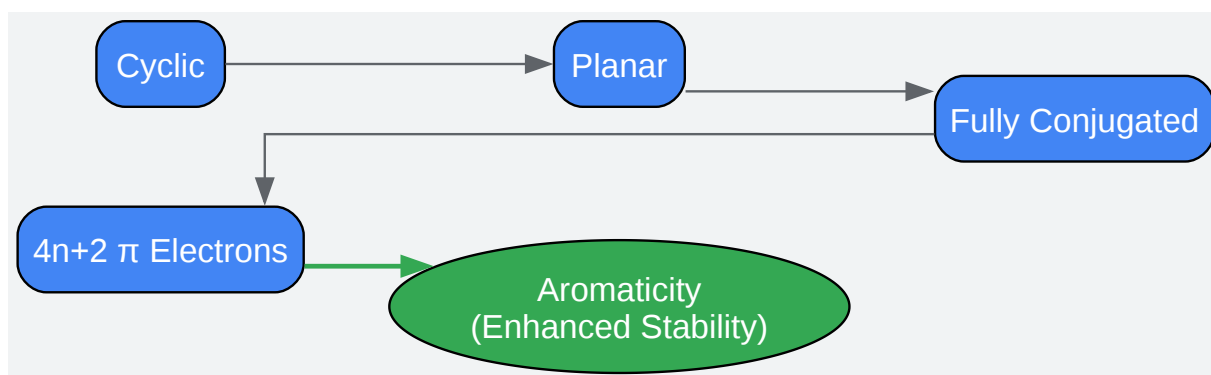 Cyclic
Planar
Fully Conjugated
4n+2 π Electrons
Aromaticity
(Enhanced Stability)